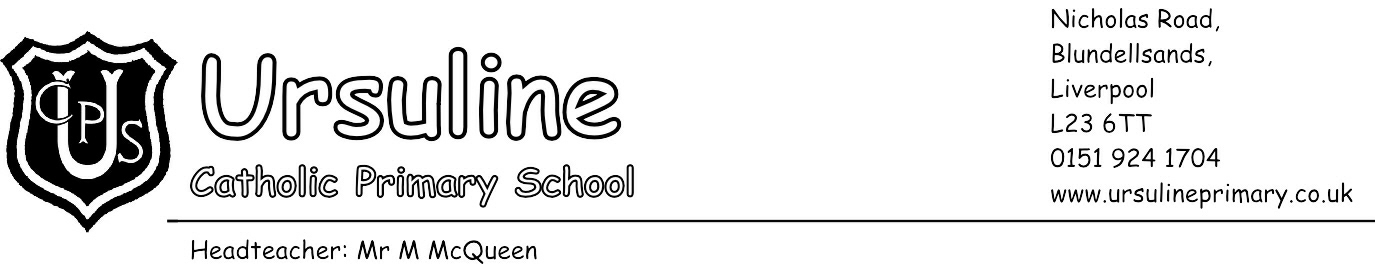 UCPS
Ursuline
Catholic Primary School
Headteacher: Mr M McQueen
Nicholas Road,
Blundellsands,
Liverpool
L23 6TT
0151 924 1704
www.ursulineprimary.co.uk